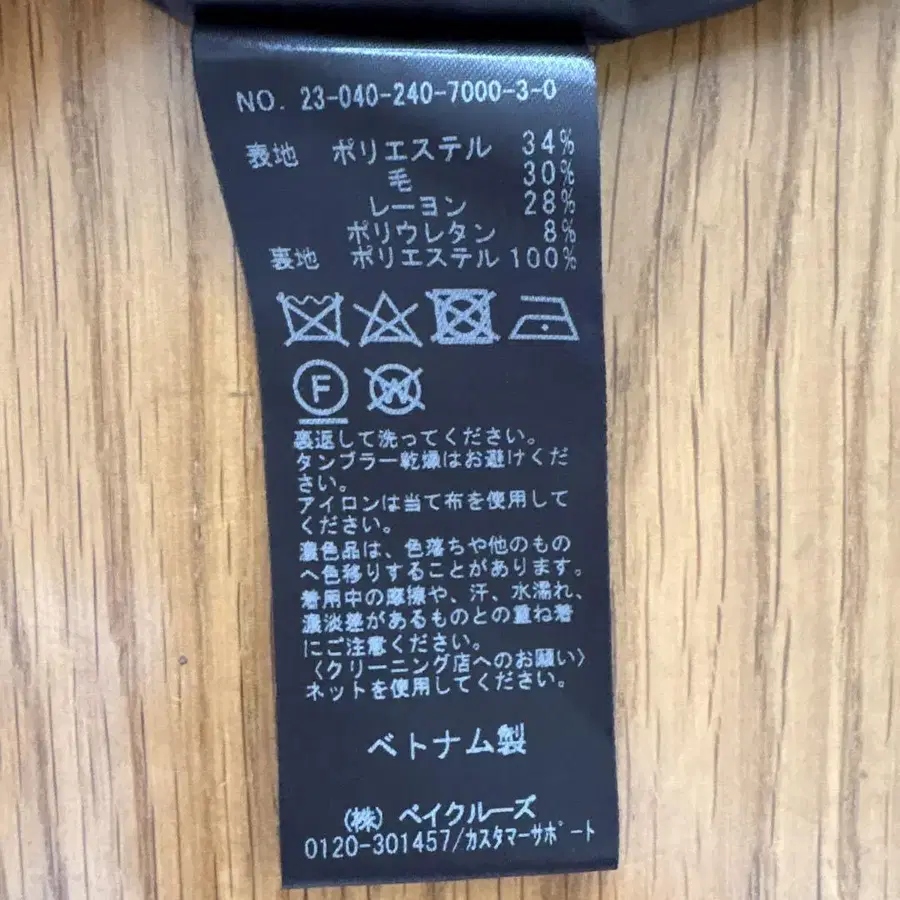 NO. 23-040-240-7000-3-0
表地 ポリエステル 34%
毛 30%
レーヨン 28%
ポリウレタン 8%
裏地 ポリエステル 100%
F W
裏返して洗ってください。
タンブラー乾燥はお避けくだ
さい。
アイロンは当て布を使用して
ください。
濃色品は、色落ちや他のもの
へ色移りすることがあります。
着用中の摩擦や、汗、水濡れ、
濃淡差があるものとの重ね着
にご注意ください。
〈クリーニング店へのお願い〉
ネットを使用してください。
ベトナム製
(株) ベイクルーズ
0120-301457/カスタマーサポート